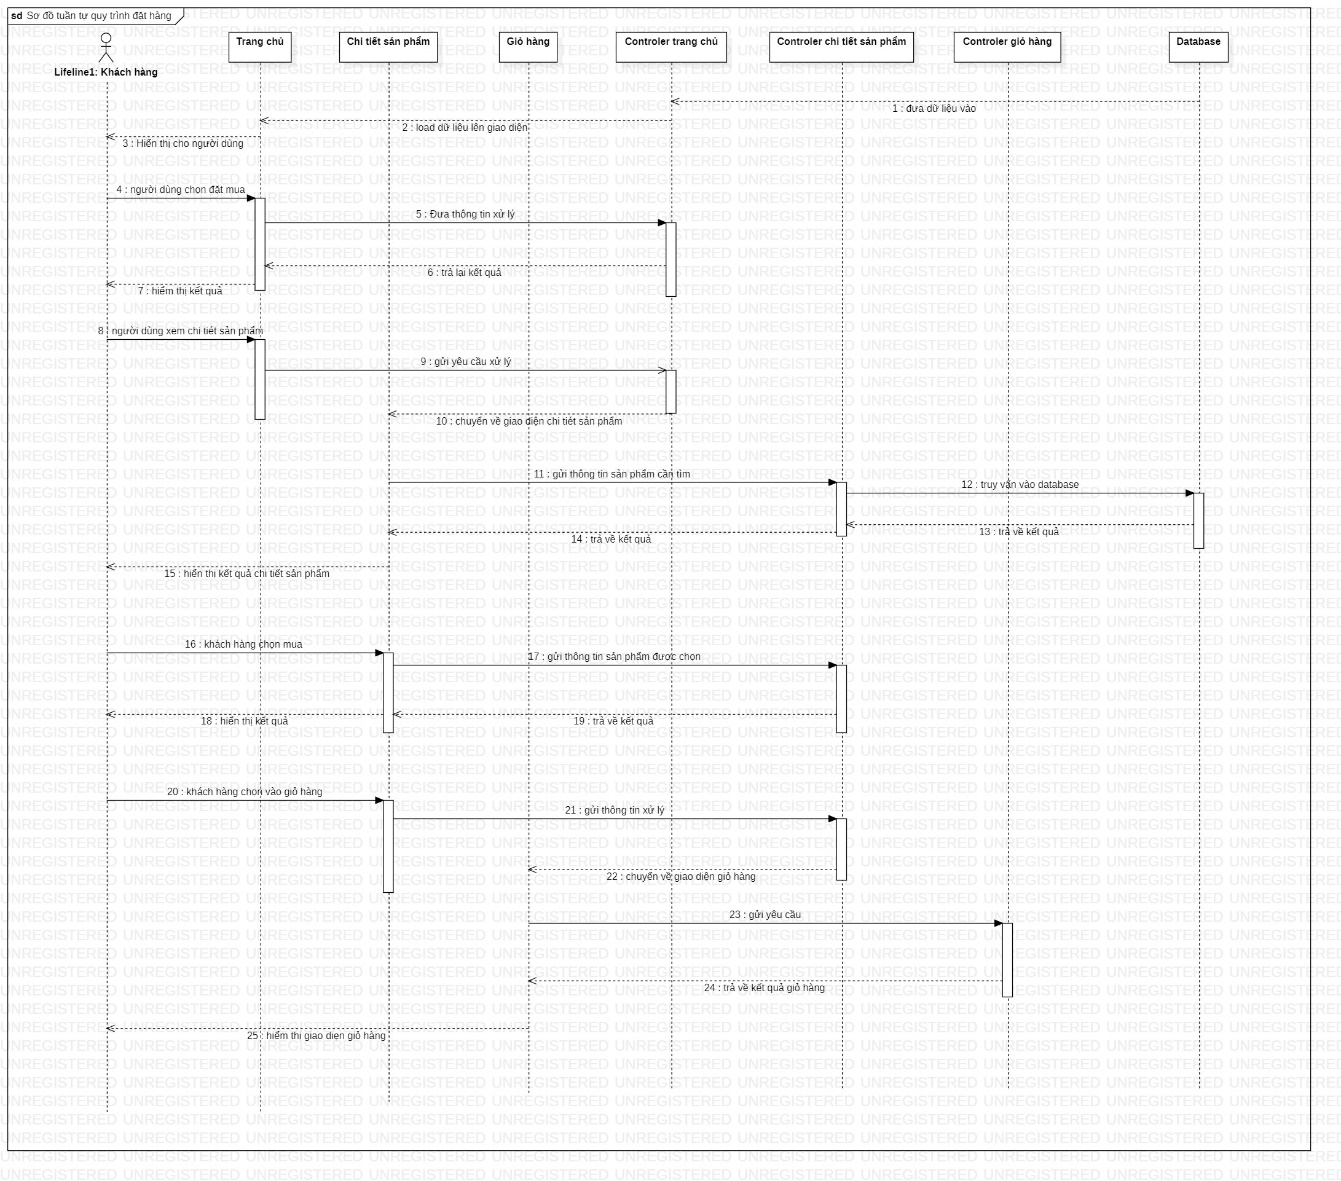 sd Sơ đồ tuần tự quy trình đặt hàng
Trang chủ
Chi tiết sản phẩm
Giỏ hàng
Controler trang chủ
Controler chi tiết sản phẩm
Controler giỏ hàng
Database
Lifeline1: Khách hàng
1 : đưa dữ liệu vào
2 : load dữ liệu lên giao diện
3 : Hiển thị cho người dùng
4 : người dùng chọn đặt mua
5 : Đưa thông tin xử lý
6 : trả lại kết quả
7 : hiểm thị kết quả
8 : người dùng xem chi tiết sản phẩm
9 : gửi yêu cầu xử lý
10 : chuyển về giao diện chi tiết sản phẩm
11 : gửi thông tin sản phẩm cần tìm
12 : truy vấn vào database
13 : trả về kết quả
14 : trả về kết quả
15 : hiển thị kết quả chi tiết sản phẩm
16 : khách hàng chọn mua
17 : gửi thông tin sản phẩm được chọn
18 : hiển thị kết quả
19 : trả về kết quả
20 : khách hàng chọn vào giỏ hàng
21 : gửi thông tin xử lý
22 : chuyển về giao diện giỏ hàng
23 : gửi yêu cầu
24 : trả về kết quả giỏ hàng
25 : hiểm thị giao diẹn giỏ hàng
UNREGISTERED